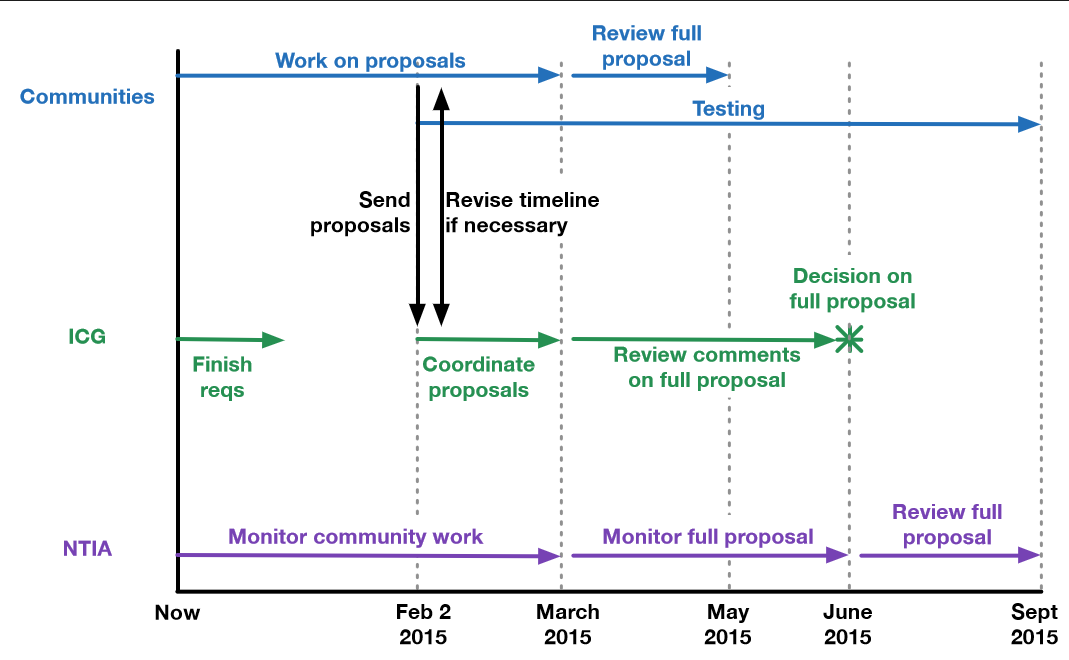 Review full
proposal
Work on proposals
Communities
Testing
Send
proposals
Revise timeline
if necessary
Decision on
full proposal
ICG
Finish
reqs
Coordinate
proposals
Review comments
on full proposal
Review full
proposal
NTIA
Monitor community work
Monitor full proposal
Now
Feb 2
2015
March
2015
May
2015
June
2015
Sept
2015